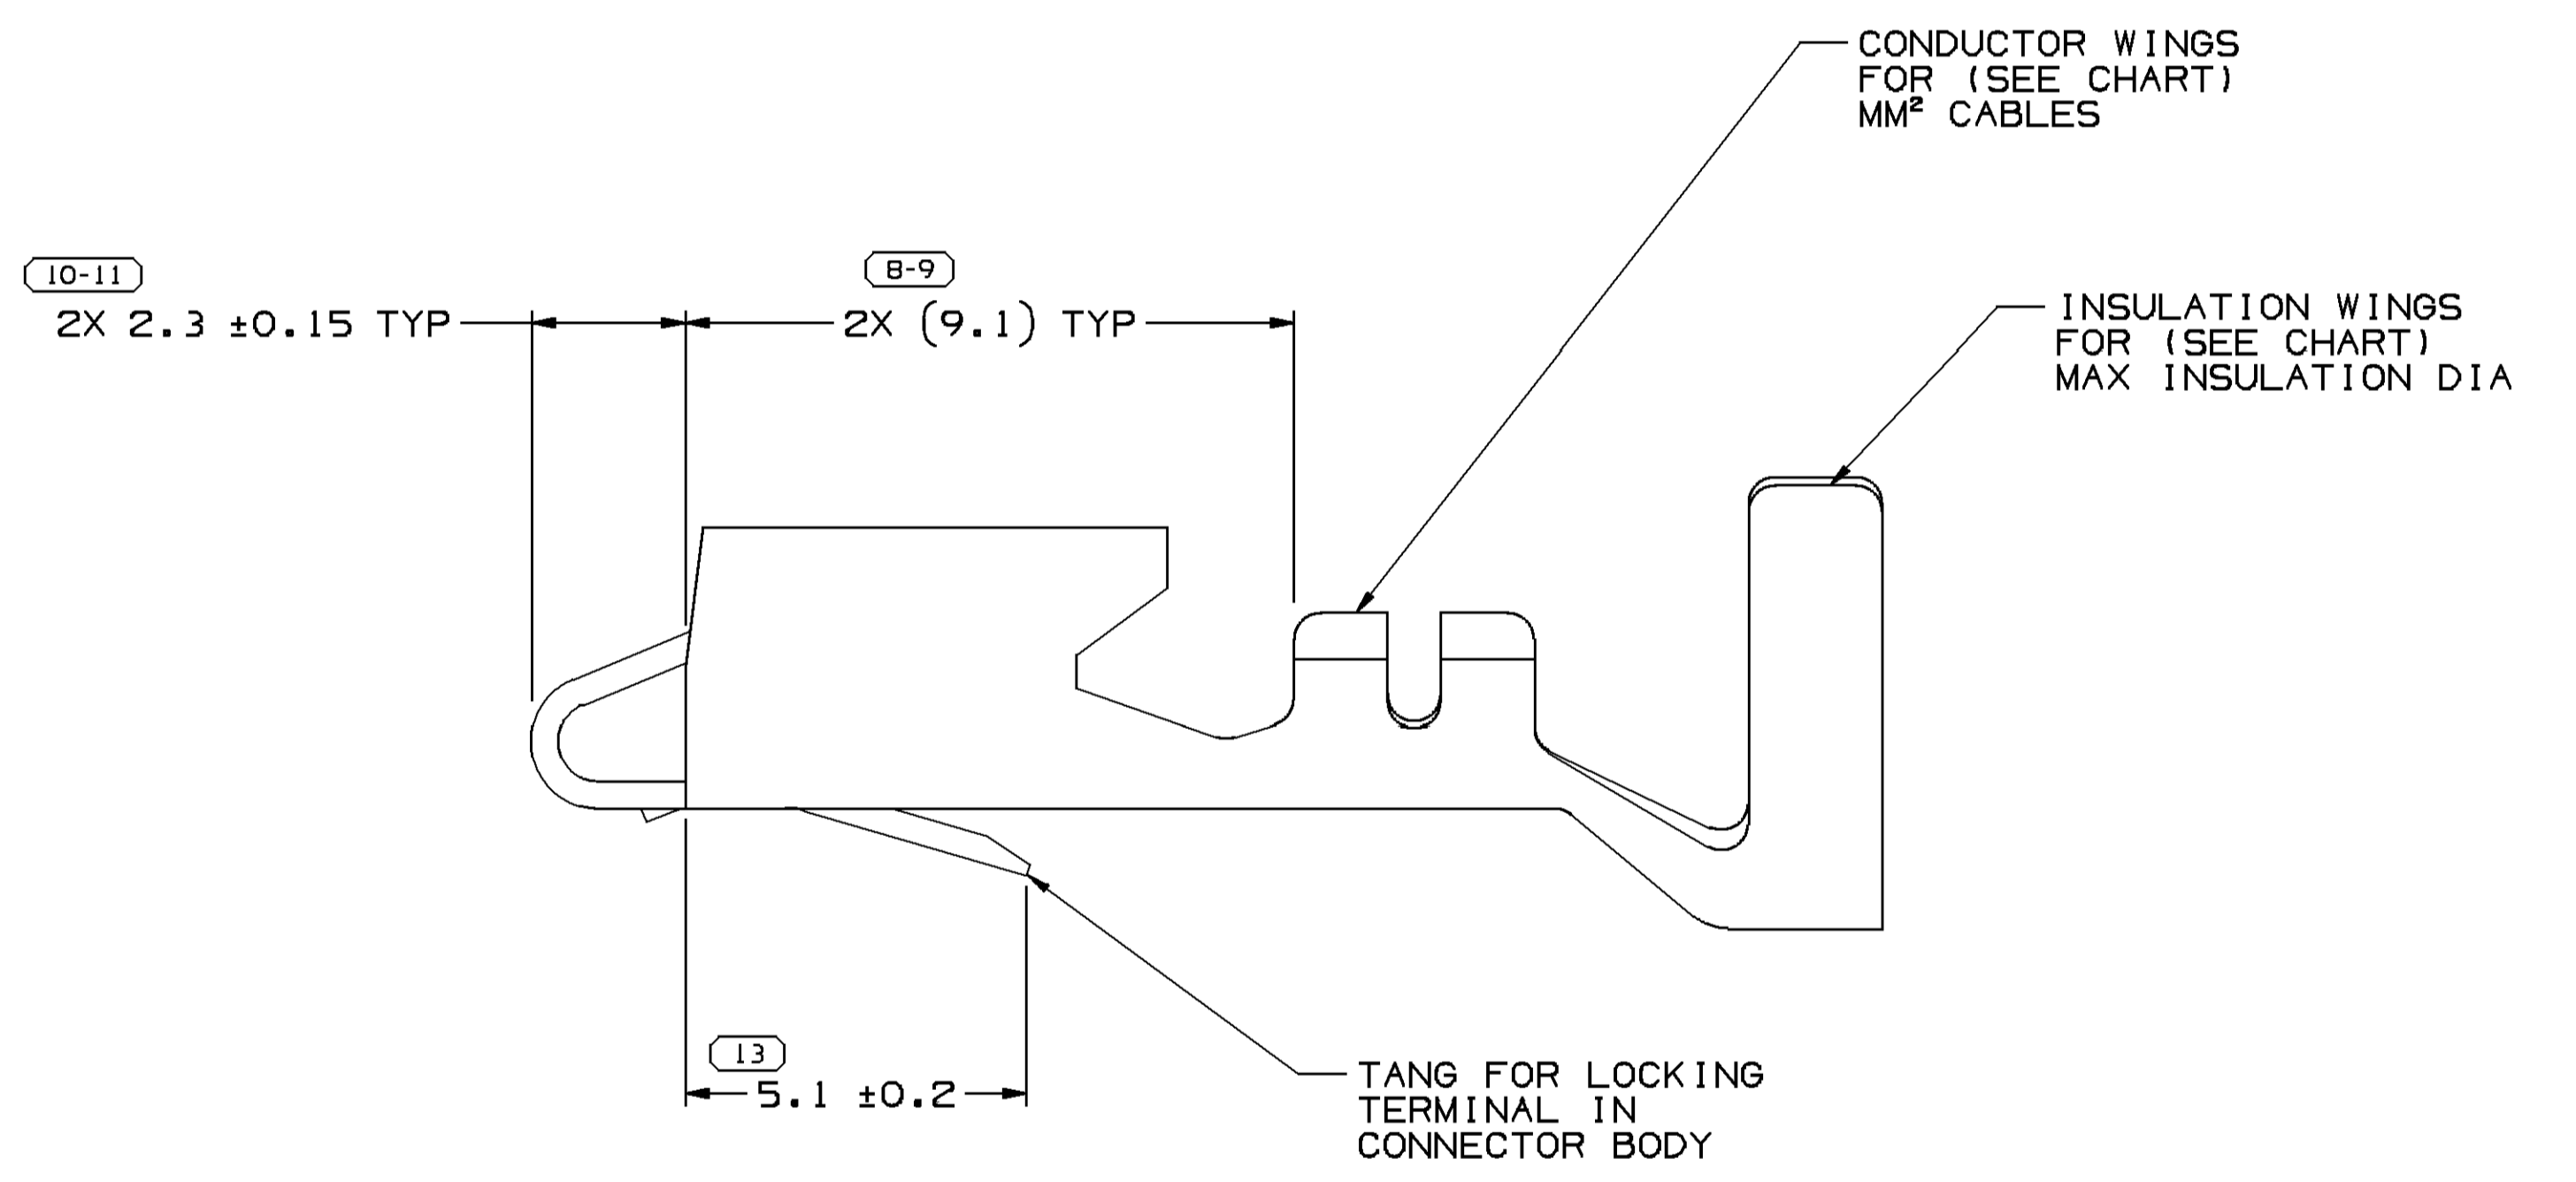 CONDUCTOR WINGS
FOR (SEE CHART)
MM² CABLES
10-11
2X 2.3 ±0.15 TYP
8-9
2X (9.1) TYP
INSULATION WINGS
FOR (SEE CHART)
MAX INSULATION DIA
13
5.1 ±0.2
TANG FOR LOCKING
TERMINAL IN
CONNECTOR BODY